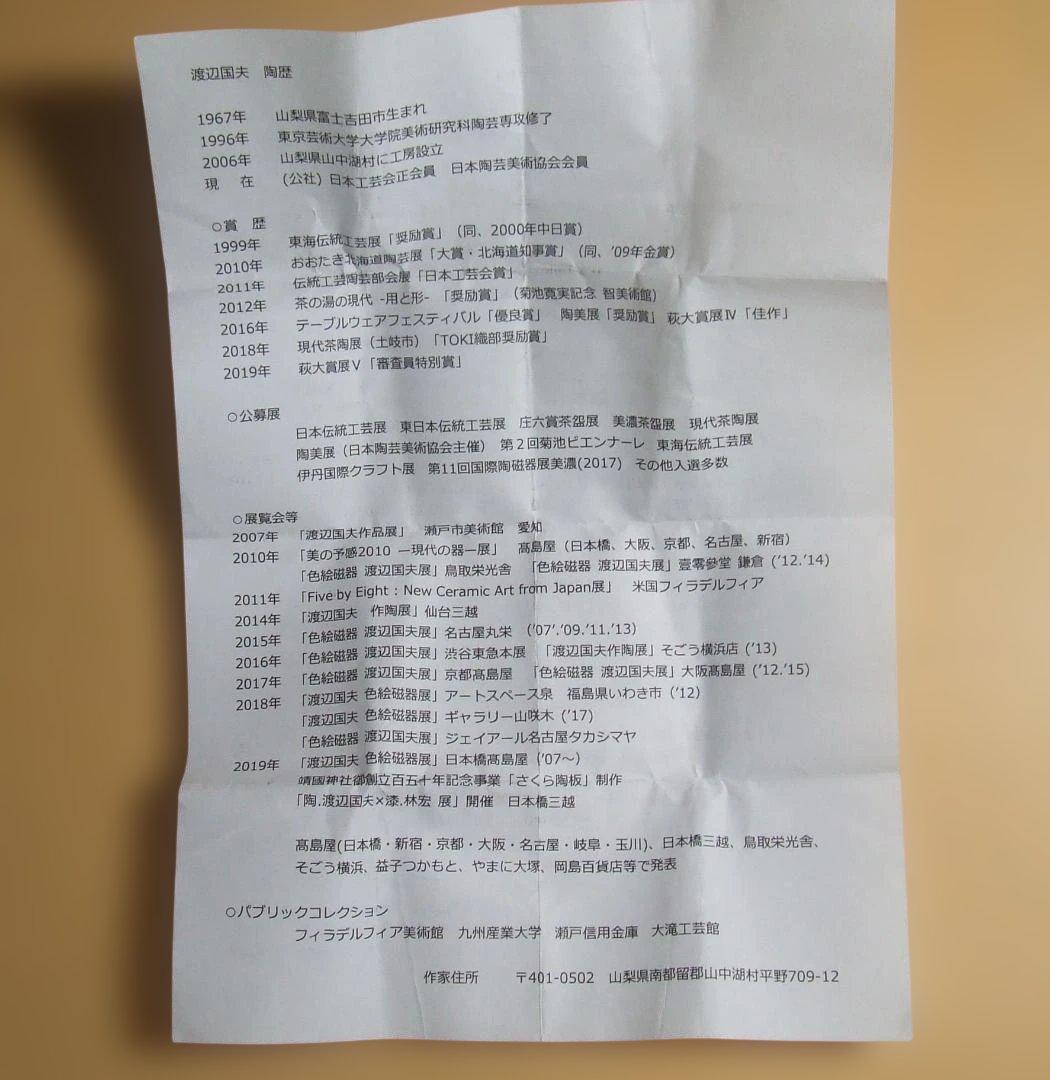 渡辺国夫　陶歴
1967年　山梨県富士吉田市生まれ
1996年　東京芸術大学大学院美術研究科陶芸専攻修了
2006年　山梨県山中湖村に工房設立
現　在　(公社) 日本工芸会正会員　日本陶芸美術協会会員
○賞　歴
1999年　東海伝統工芸展「奨励賞」（同、2000年中日賞）
2010年　おおたき北海道陶芸展「大賞・北海道知事賞」（同、’09年金賞）
2011年　伝統工芸陶芸部会展「日本工芸会賞」
2012年　茶の湯の現代 -用と形- 「奨励賞」（菊池寛実記念 智美術館）
2016年　テーブルウェアフェスティバル「優良賞」　陶美展「奨励賞」 萩大賞展Ⅳ「佳作」
2018年　現代茶陶展（土岐市）「TOKI織部奨励賞」
2019年　萩大賞展Ⅴ「審査員特別賞」
○公募展
日本伝統工芸展　東日本伝統工芸展　庄六賞茶盌展　美濃茶盌展　現代茶陶展
陶美展（日本陶芸美術協会主催）　第２回菊池ビエンナーレ　東海伝統工芸展
伊丹国際クラフト展　第11回国際陶磁器展美濃(2017)　その他入選多数
○展覧会等
2007年　「渡辺国夫作品展」　瀬戸市美術館　愛知
2010年　「美の予感2010 ―現代の器―展」　髙島屋（日本橋、大阪、京都、名古屋、新宿）
「色絵磁器 渡辺国夫展」鳥取栄光舎　「色絵磁器 渡辺国夫展」壹零參堂 鎌倉 (’12.’14)
2011年　「Five by Eight : New Ceramic Art from Japan展」　米国フィラデルフィア
2014年　「渡辺国夫　作陶展」仙台三越
2015年　「色絵磁器 渡辺国夫展」名古屋丸栄　（’07’.’09.’11.’13）
2016年　「色絵磁器 渡辺国夫展」渋谷東急本展　「渡辺国夫作陶展」そごう横浜店 (’13)
2017年　「色絵磁器 渡辺国夫展」京都髙島屋　「色絵磁器 渡辺国夫展」大阪髙島屋 (’12.’15)
2018年　「渡辺国夫 色絵磁器展」アートスペース泉　福島県いわき市（’12)
「渡辺国夫 色絵磁器展」ギャラリー山咲木 (’17)
「色絵磁器 渡辺国夫展」ジェイアール名古屋タカシマヤ
2019年　「渡辺国夫 色絵磁器展」日本橋髙島屋（’07～）
靖國神社御創立百五十年記念事業「さくら陶板」制作
「陶.渡辺国夫×漆.林宏 展」開催　日本橋三越
髙島屋(日本橋・新宿・京都・大阪・名古屋・岐阜・玉川)、日本橋三越、鳥取栄光舎、
そごう横浜、益子つかもと、やまに大塚、岡島百貨店等で発表
○パブリックコレクション
フィラデルフィア美術館　九州産業大学　瀬戸信用金庫　大滝工芸館
作家住所　　〒401-0502　山梨県南都留郡山中湖村平野709-12